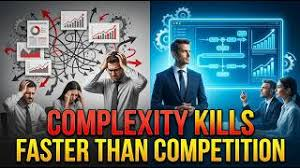 COMPLEXITY KILLS
FASTER THAN COMPETITION